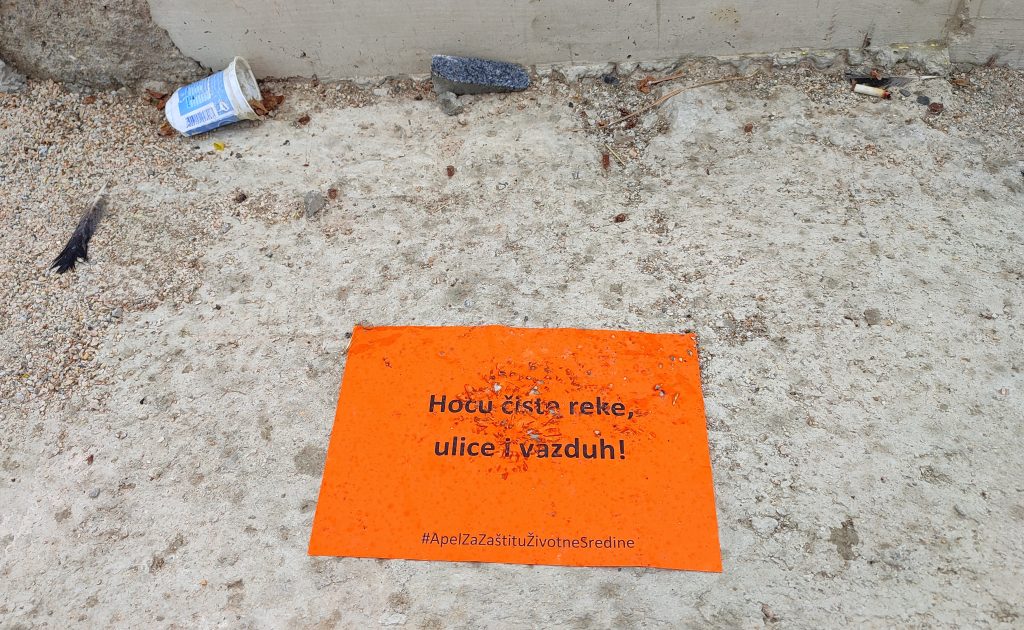 Hoću čiste reke,
ulice i vazduh!
#ApelZaZaštituŽivotneSredine